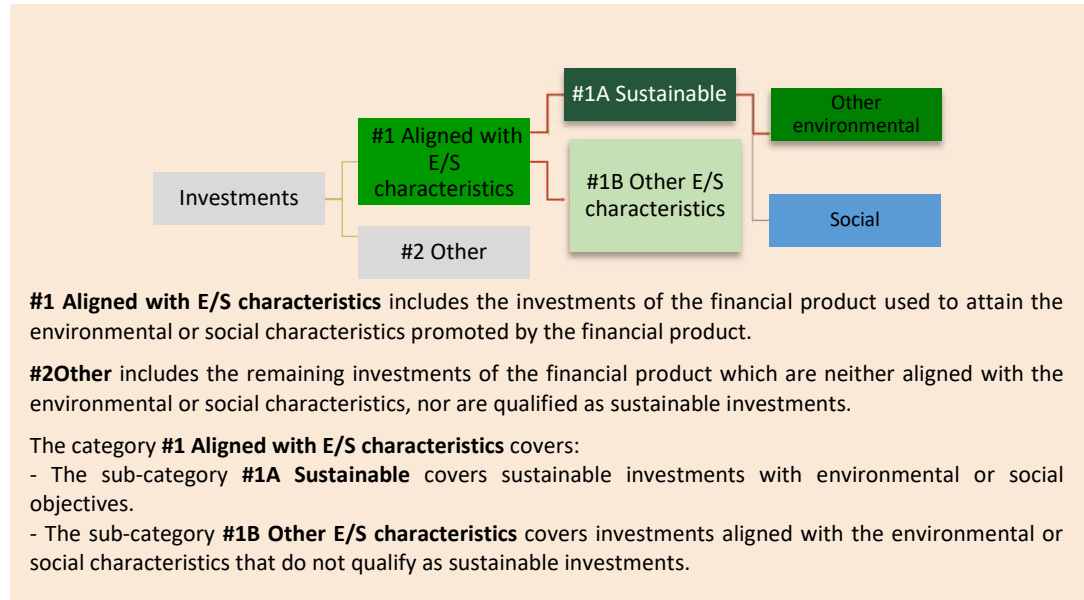 #1A Sustainable
Other
environmental
#1 Aligned with
E/S
characteristics
#1B Other E/S
characteristics
Investments
Social
#2 Other
#1 Aligned with E/S characteristics includes the investments of the financial product used to attain the
environmental or social characteristics promoted by the financial product.
#2Other includes the remaining investments of the financial product which are neither aligned with the
environmental or social characteristics, nor are qualified as sustainable investments.
The category #1 Aligned with E/S characteristics covers:
- The sub-category #1A Sustainable covers sustainable investments with environmental or social
objectives.
- The sub-category #1B Other E/S characteristics covers investments aligned with the environmental or
social characteristics that do not qualify as sustainable investments.